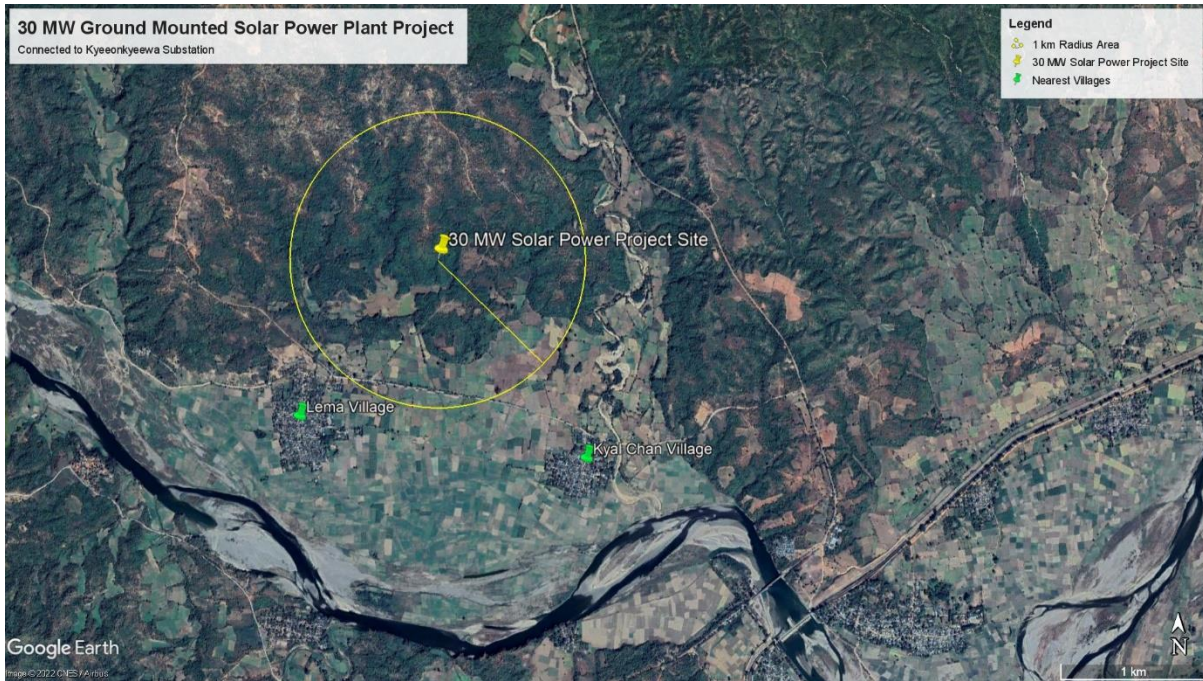 30 MW Ground Mounted Solar Power Plant Project
Connected to Kyeeonkyeewa Substation
Legend
1 km Radius Area
30 MW Solar Power Project Site
Nearest Villages
30 MW Solar Power Project Site
Lema Village
Kyal Chan Village
Google Earth
Image © 2022 CNES / Airbus
N
1 km